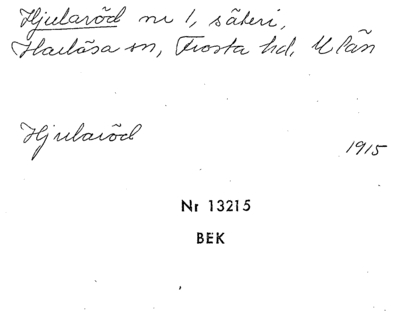 Hjularöd nr 1, säteri,
Harlösa sn, Frosta hd, M län
Hjularöd 1915
Nr 13215
BEK